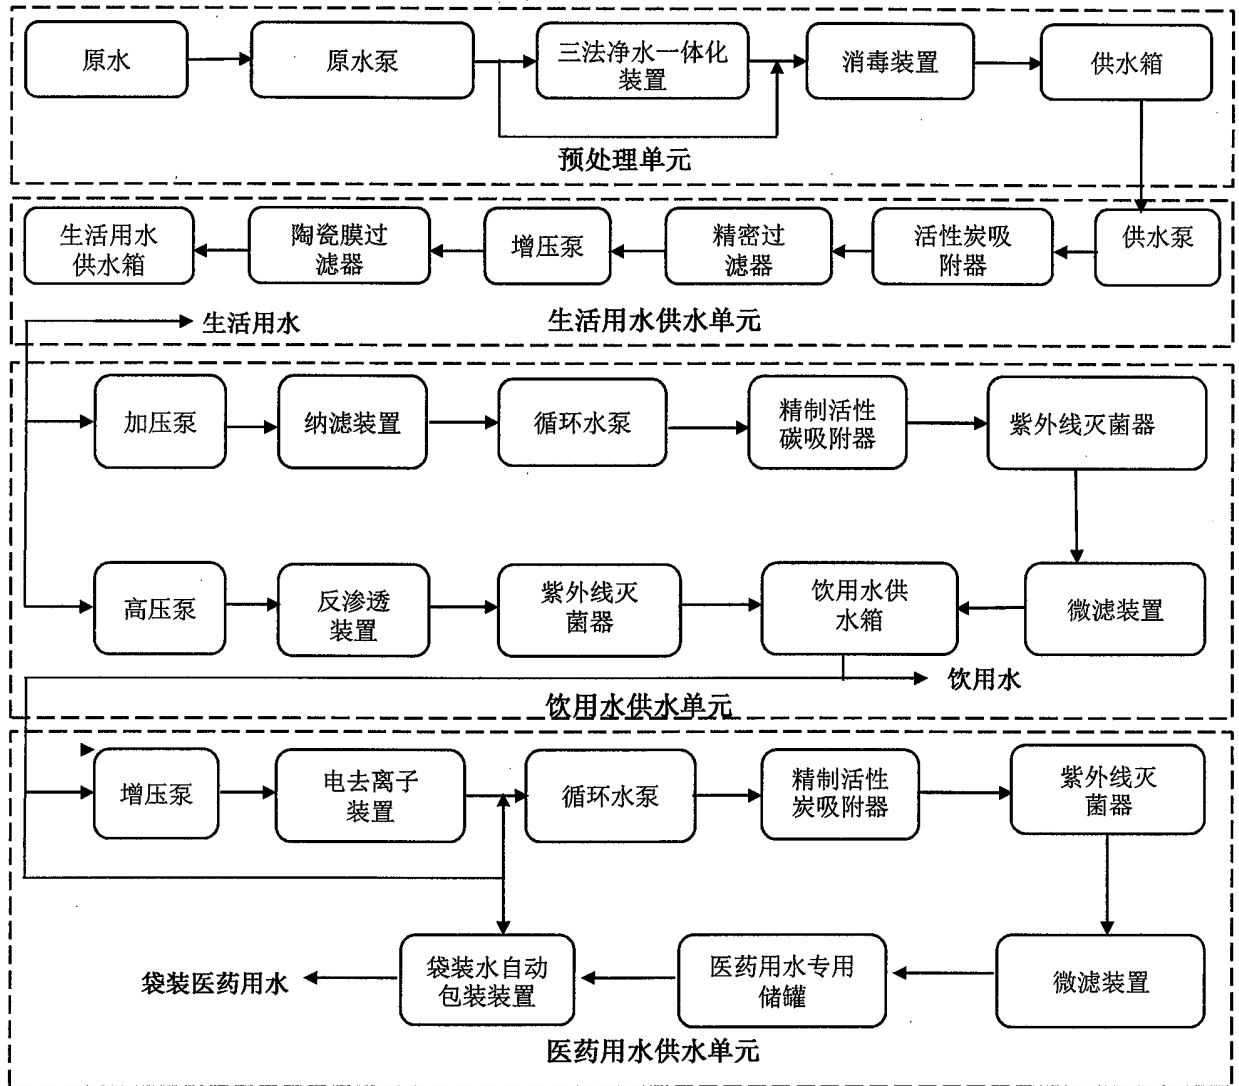 原水
原水泵
三法净水一体化
装置
消毒装置
供水箱
预处理单元
生活用水
供水箱
陶瓷膜过
滤器
增压泵
精密过
滤器
活性炭吸
附器
供水泵
生活用水
生活用水供水单元
加压泵
纳滤装置
循环水泵
精制活性
碳吸附器
紫外线灭菌器
高压泵
反渗透
装置
紫外线灭
菌器
饮用水供
水箱
微滤装置
饮用水
饮用水供水单元
增压泵
电去离子
装置
循环水泵
精制活性
炭吸附器
紫外线灭
菌器
袋装医药用水
袋装水自动
包装装置
医药用水专用
储罐
微滤装置
医药用水供水单元